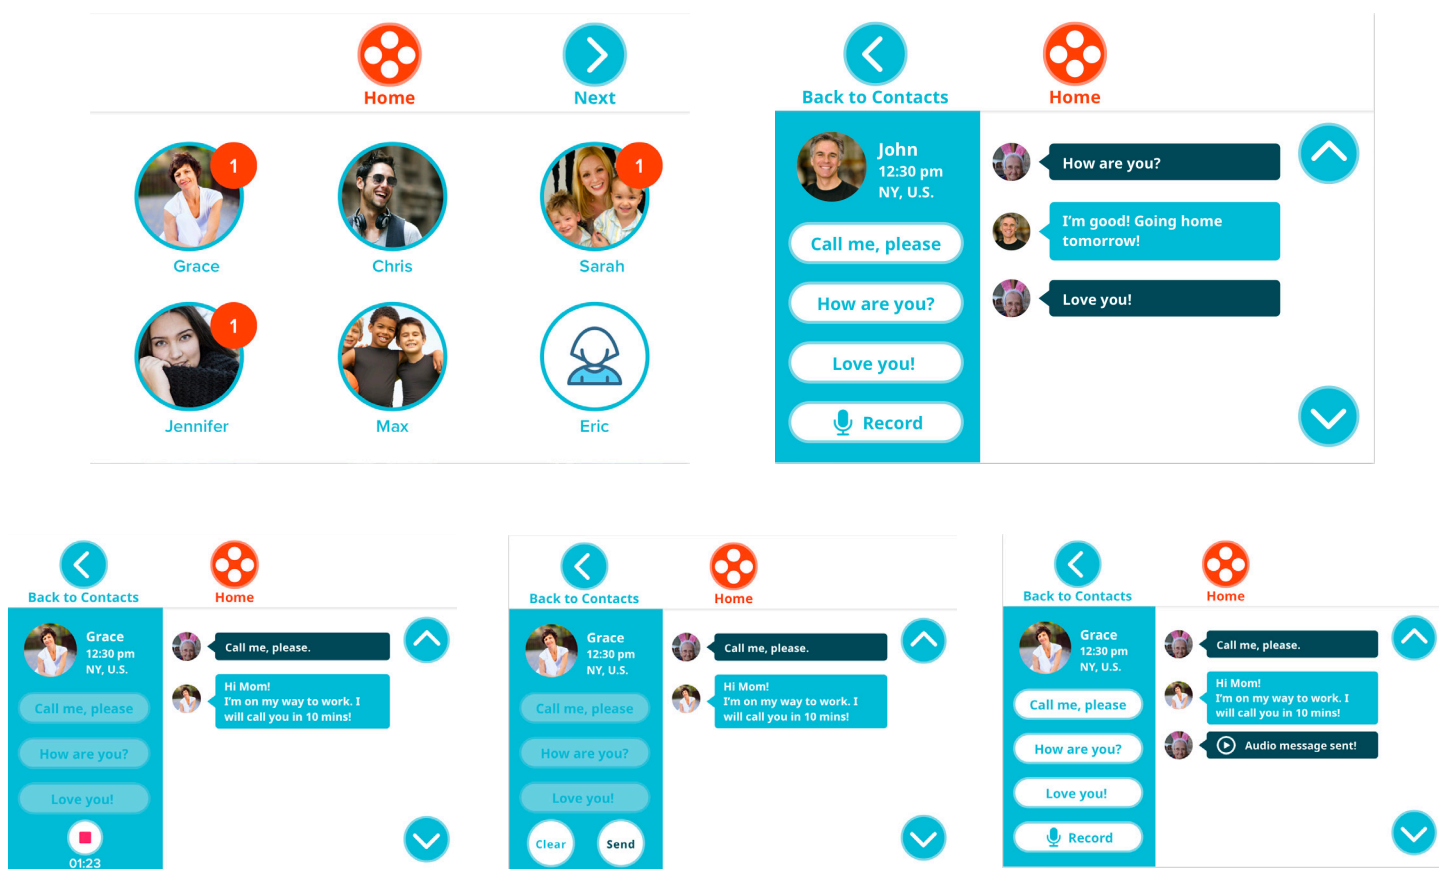 Home
Next
1
1
Grace
Chris
Sarah
1
Jennifer
Max
Eric
Back to Contacts
Home
John
12:30 pm
NY, U.S.
Call me, please
How are you?
Love you!
Record
How are you?
I'm good! Going home
tomorrow!
Love you!
Back to Contacts
Home
Grace
12:30 pm
NY, U.S.
Call me, please
How are you?
Love you!
01:23
Call me, please.
Hi Mom!
I'm on my way to work. I
will call you in 10 mins!
Back to Contacts
Home
Grace
12:30 pm
NY, U.S.
Call me, please
How are you?
Love you!
Clear
Send
Call me, please.
Hi Mom!
I'm on my way to work. I
will call you in 10 mins!
Back to Contacts
Home
Grace
12:30 pm
NY, U.S.
Call me, please
How are you?
Love you!
Record
Call me, please.
Hi Mom!
I'm on my way to work. I
will call you in 10 mins!
Audio message sent!